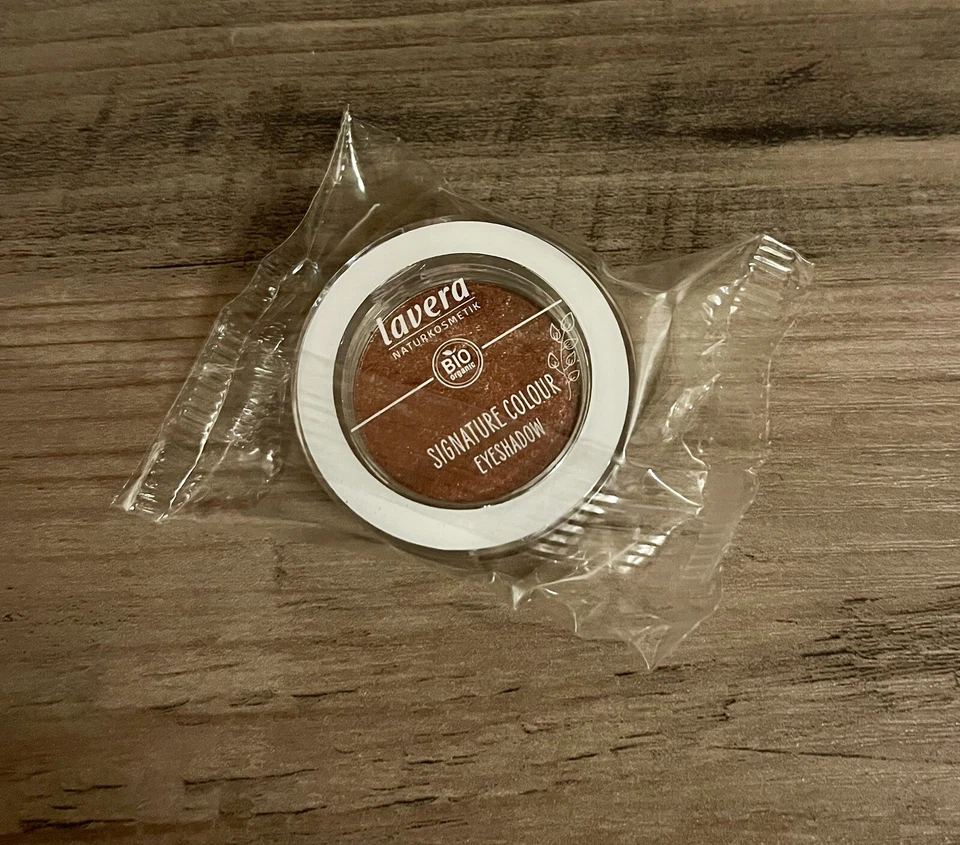 lavera
NATURKOSMETIK
BIO
organic
SIGNATURE COLOUR
EYESHADOW